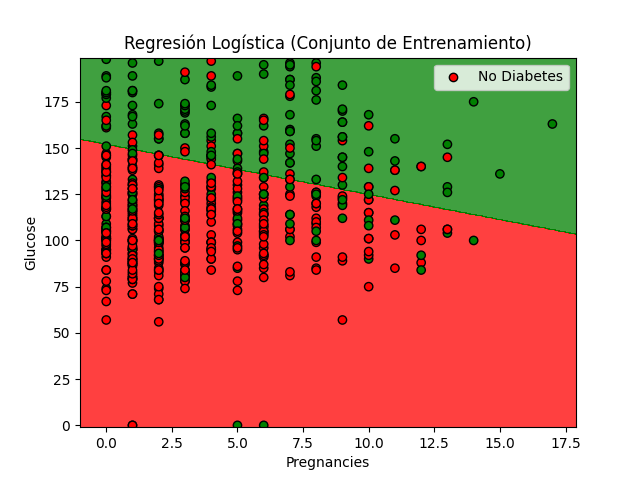 Regresión Logística (Conjunto de Entrenamiento)
No Diabetes
175
150
125
100
75
50
25
0
Glucose
0.0 2.5 5.0 7.5 10.0 12.5 15.0 17.5
Pregnancies